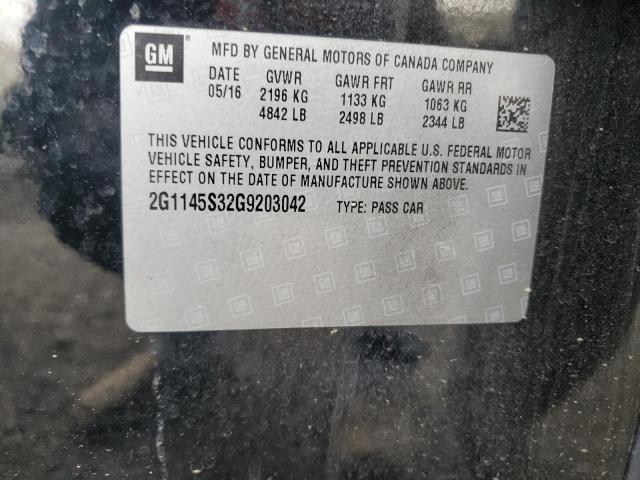 GM
MFD BY GENERAL MOTORS OF CANADA COMPANY
DATE GVWR GAWR FRT GAWR RR
05/16 2196 KG 1133 KG 1063 KG
4842 LB 2498 LB 2344 LB
THIS VEHICLE CONFORMS TO ALL APPLICABLE U.S. FEDERAL MOTOR
VEHICLE SAFETY, BUMPER, AND THEFT PREVENTION STANDARDS IN
EFFECT ON THE DATE OF MANUFACTURE SHOWN ABOVE.
2G1145S32G9203042 TYPE: PASS CAR